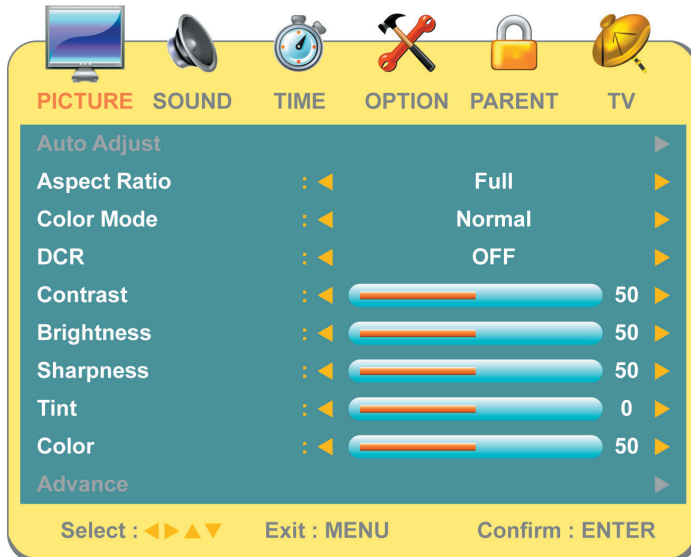 PICTURE SOUND TIME OPTION PARENT TV
Auto Adjust
Aspect Ratio : Full
Color Mode : Normal
DCR : OFF
Contrast : 50
Brightness : 50
Sharpness : 50
Tint : 0
Color : 50
Advance
Select : Exit : MENU Confirm : ENTER